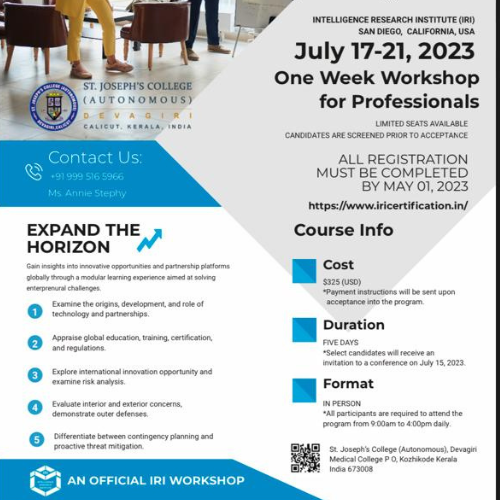 INTELLIGENCE RESEARCH INSTITUTE (IRI)
SAN DIEGO, CALIFORNIA, USA
July 17-21, 2023
One Week Workshop
for Professionals
LIMITED SEATS AVAILABLE
CANDIDATES ARE SCREENED PRIOR TO ACCEPTANCE
ALL REGISTRATION
MUST BE COMPLETED
BY MAY 01, 2023
https://www.iricertification.in/
ST. JOSEPH'S COLLEGE
(AUTONOMOUS)
DEVAGIRI
CALICUT, KERALA, INDIA
Contact Us:
+91 999 516 5966
Ms. Annie Stephy
EXPAND THE
HORIZON
Gain insights into innovative opportunities and partnership platforms
globally through a modular learning experience aimed at solving
enterprenural challenges.
1 Examine the origins, development, and role of
technology and partnerships.
2 Appraise global education, training, certification,
and regulations.
3 Explore international innovation opportunity and
examine risk analysis.
4 Evaluate interior and exterior concerns,
demonstrate outer defenses.
5 Differentiate between contingency planning and
proactive threat mitigation.
Course Info
Cost
$325 (USD)
*Payment instructions will be sent upon
acceptance into the program.
Duration
FIVE DAYS
*Select candidates will receive an
invitation to a conference on July 15, 2023.
Format
IN PERSON
*All participants are required to attend the
program from 9:00am to 4:00pm daily.
St. Joseph's College (Autonomous), Devagiri
Medical College P O, Kozhikode Kerala
India 673008
AN OFFICIAL IRI WORKSHOP